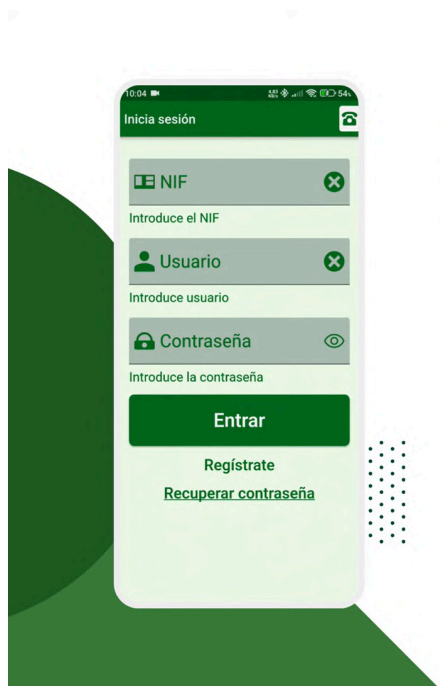 10:04
54%
Inicia sesión
NIF
Introduce el NIF
Usuario
Introduce usuario
Contraseña
Introduce la contraseña
Entrar
Regístrate
Recuperar contraseña